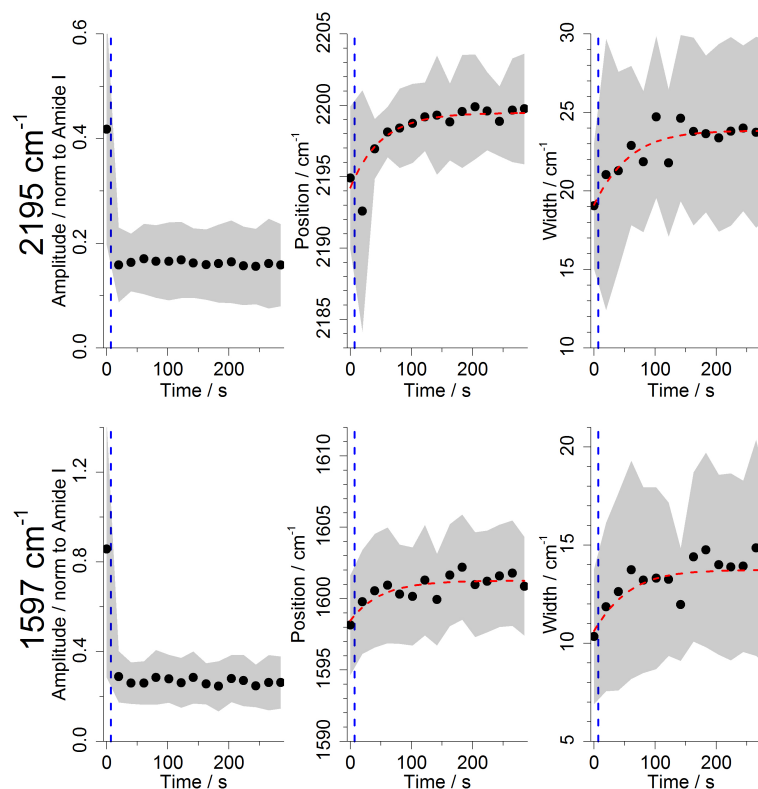 2195 cm-1
Amplitude / norm to Amide I
0.0 0.2 0.4 0.6
0 100 200
Time / s
Position / cm-1
2185 2190 2195 2200 2205
0 100 200
Time / s
Width / cm-1
10 15 20 25 30
0 100 200
Time / s
1597 cm-1
Amplitude / norm to Amide I
0.0 0.4 0.8 1.2
0 100 200
Time / s
Position / cm-1
1590 1595 1600 1605 1610
0 100 200
Time / s
Width / cm-1
5 10 15 20
0 100 200
Time / s